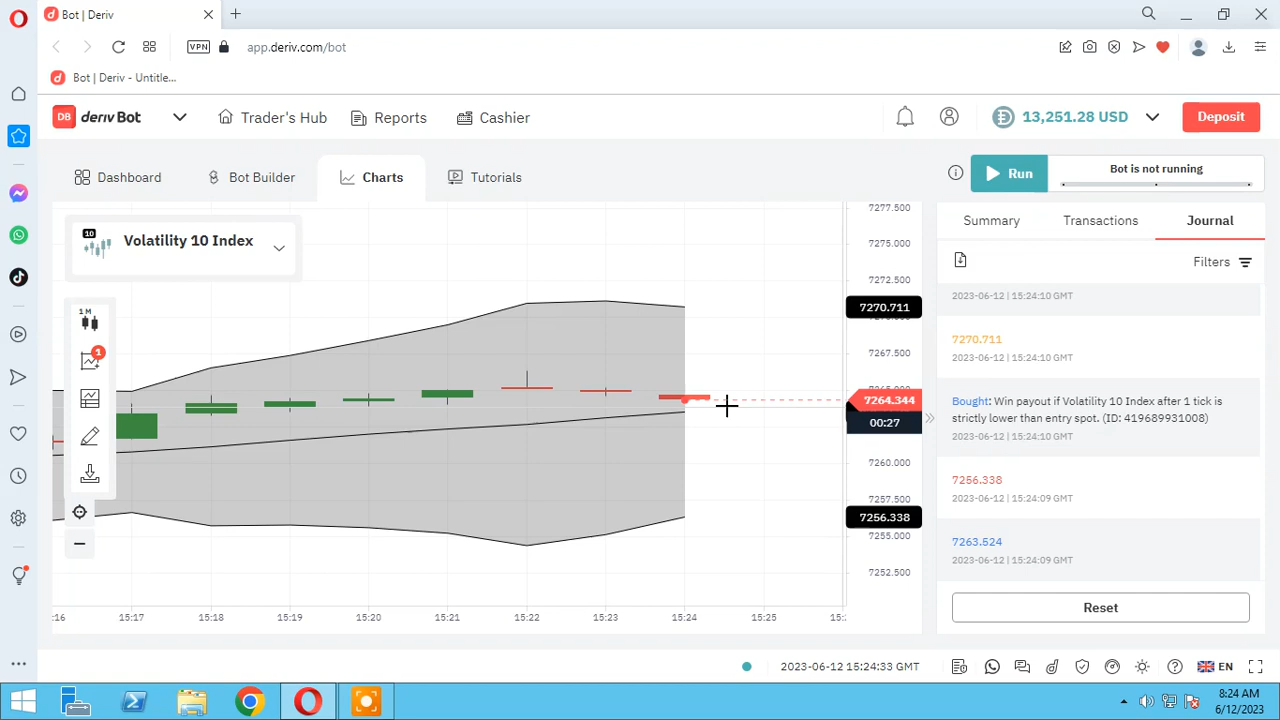 Bot | Deriv
VPN
app.deriv.com/bot
Bot | Deriv - Untitle...
DB deriv Bot
Trader's Hub
Reports
Cashier
13,251.28 USD
Deposit
Dashboard
Bot Builder
Charts
Tutorials
Run
Bot is not running
10
Volatility 10 Index
1 M
1
7277.500
7275.000
7272.500
7270.711
7267.500
7264.344
00:27
7260.000
7257.500
7256.338
7255.000
7252.500
:16
15:17
15:18
15:19
15:20
15:21
15:22
15:23
15:24
15:25
15:
Summary
Transactions
Journal
Filters
2023-06-12 | 15:24:10 GMT
7270.711
2023-06-12 | 15:24:10 GMT
Bought: Win payout if Volatility 10 Index after 1 tick is
strictly lower than entry spot. (ID: 419689931008)
2023-06-12 | 15:24:10 GMT
7256.338
2023-06-12 | 15:24:09 GMT
7263.524
2023-06-12 | 15:24:09 GMT
Reset
2023-06-12 15:24:33 GMT
EN
8:24 AM
6/12/2023